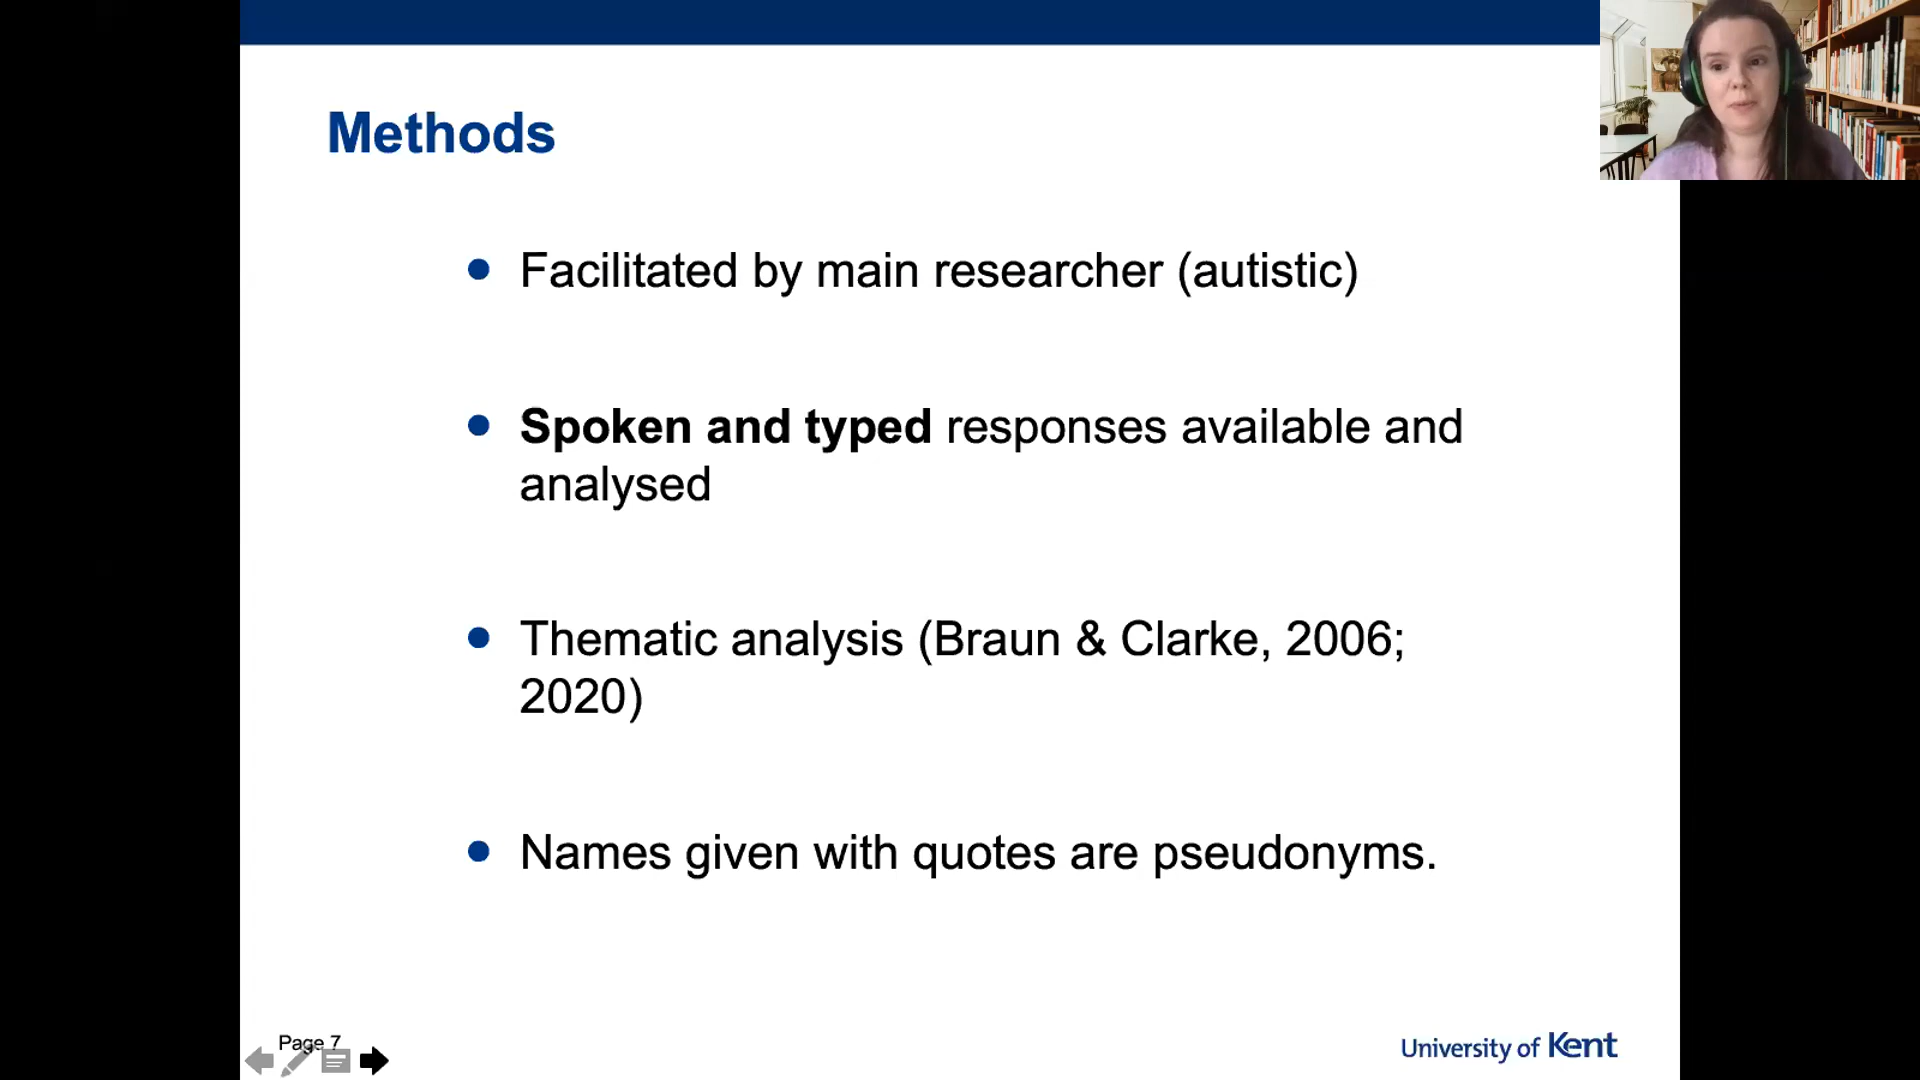 Methods
Facilitated by main researcher (autistic)
Spoken and typed responses available and
analysed
Thematic analysis (Braun & Clarke, 2006;
2020)
Names given with quotes are pseudonyms.
Page 7
University of Kent